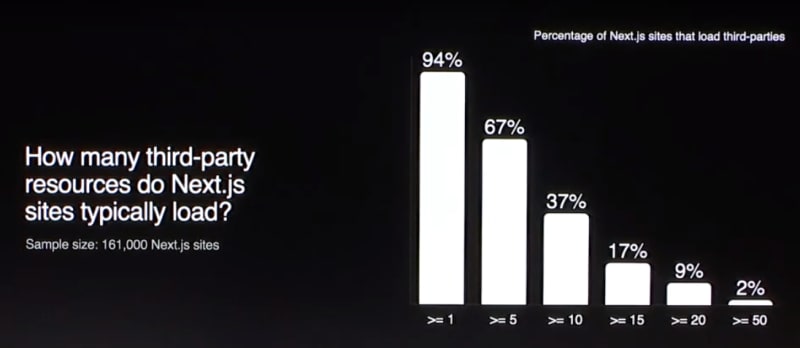 Percentage of Next.js sites that load third-parties
94%
67%
37%
17%
9%
2%
How many third-party
resources do Next.js
sites typically load?
Sample size: 161,000 Next.js sites
>= 1
>= 5
>= 10
>= 15
>= 20
>= 50